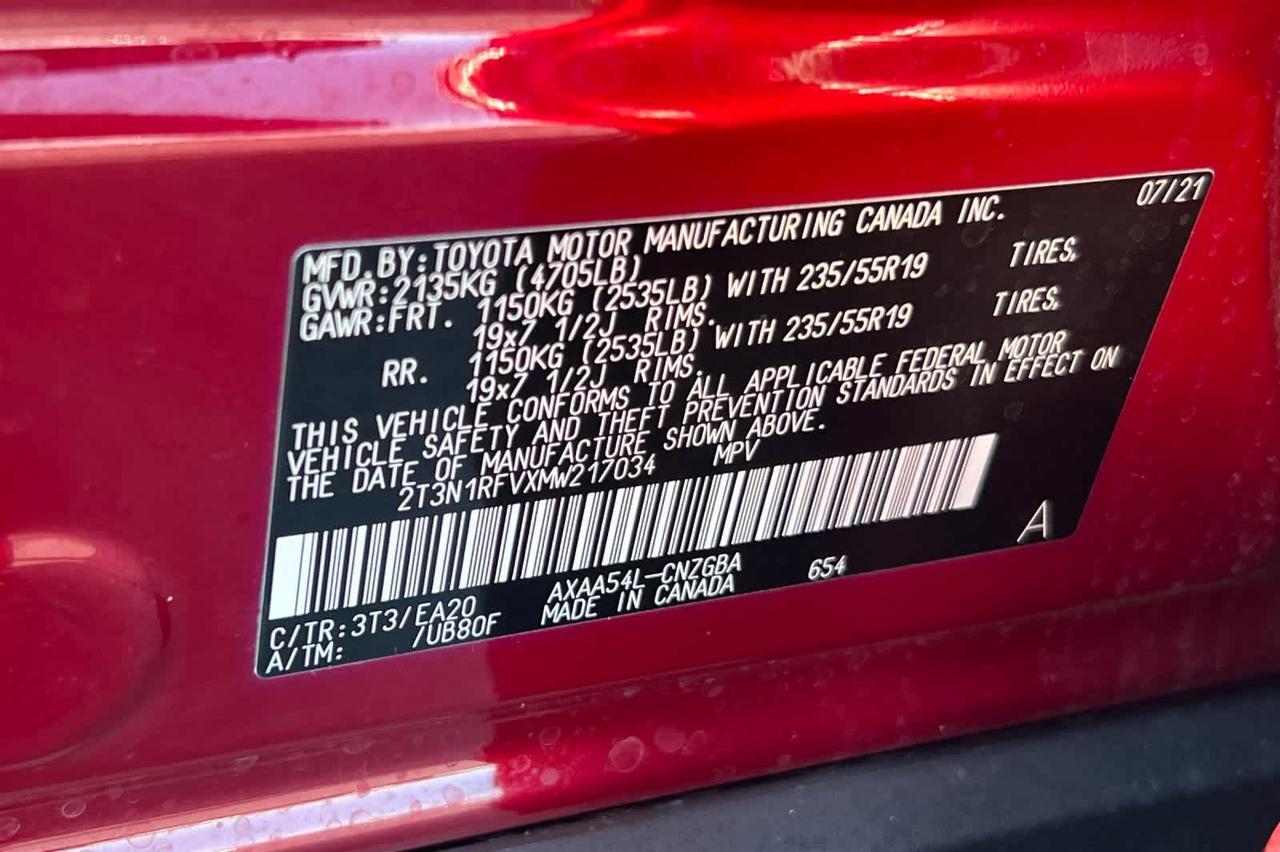 07/21
MFD.BY:TOYOTA MOTOR MANUFACTURING CANADA INC.
GVWR:2135KG (4705LB)
GAWR:FRT. 1150KG (2535LB) WITH 235/55R19 TIRES,
19x7 1/2J RIMS.
RR. 1150KG (2535LB) WITH 235/55R19 TIRES,
19x7 1/2J RIMS.
THIS VEHICLE CONFORMS TO ALL APPLICABLE FEDERAL MOTOR
VEHICLE SAFETY AND THEFT PREVENTION STANDARDS IN EFFECT ON
THE DATE OF MANUFACTURE SHOWN ABOVE.
2T3N1RFVXMW217034 MPV
A
C/TR:3T3/EA20 AXAA54L-CNZGBA 654
A/TM: /UB80F MADE IN CANADA